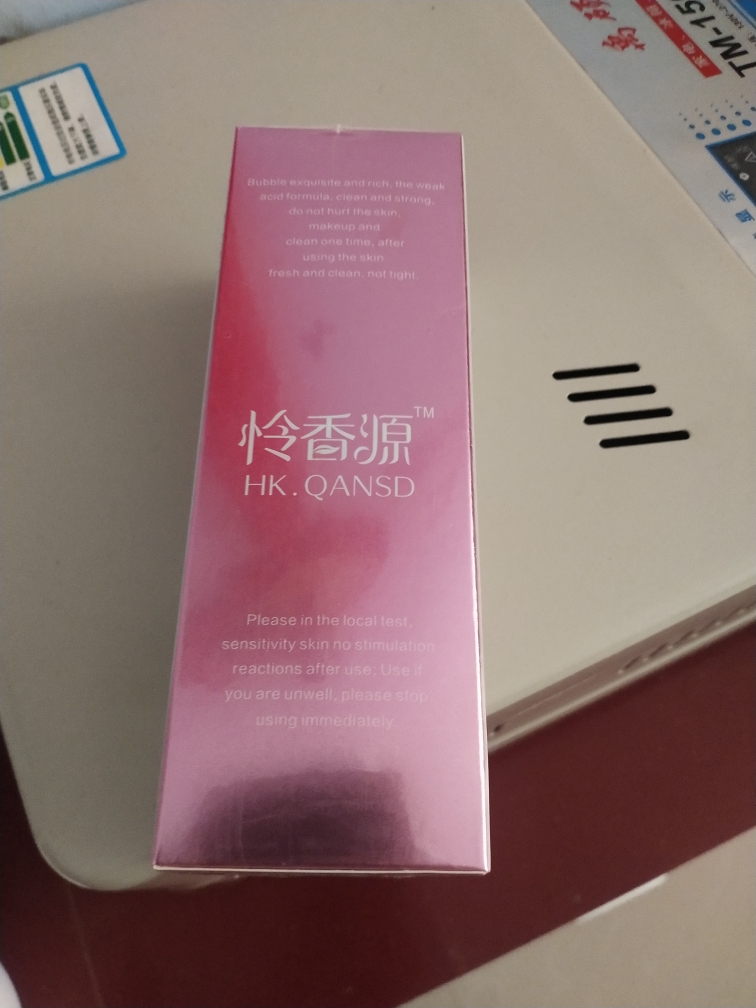 Bubble exquisite and rich, the weak
acid formula, clean and strong,
do not hurt the skin,
makeup and
clean one time, after
using the skin
fresh and clean, not tight
怜香源™
HK.QANSD
Please in the local test,
sensitivity skin no stimulation
reactions after use; Use if
you are unwell, please stop
using immediately.
TM-15
显示